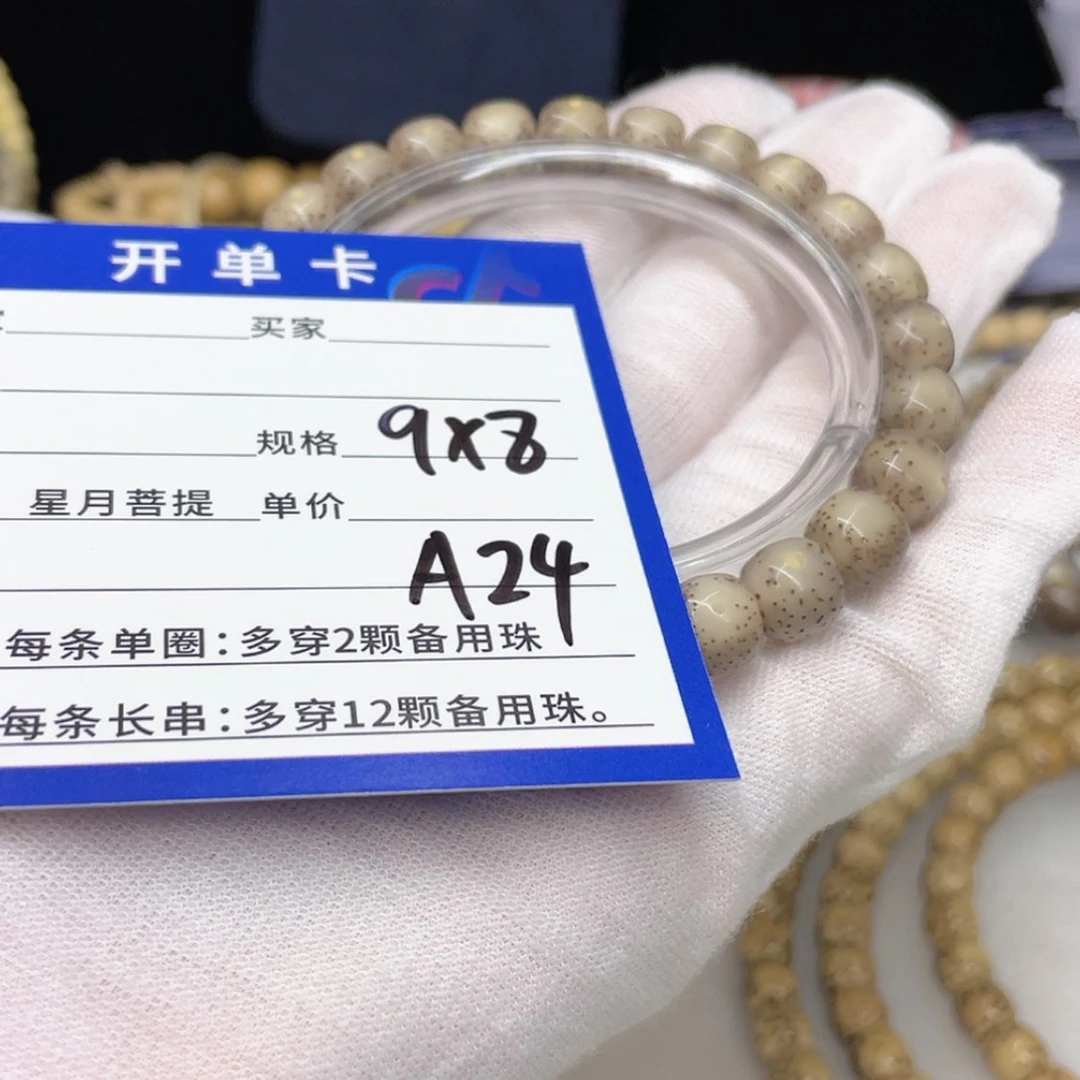 开单卡
买家
规格 9x8
星月菩提 单价
A24
每条单圈:多穿2颗备用珠
每条长串:多穿12颗备用珠。